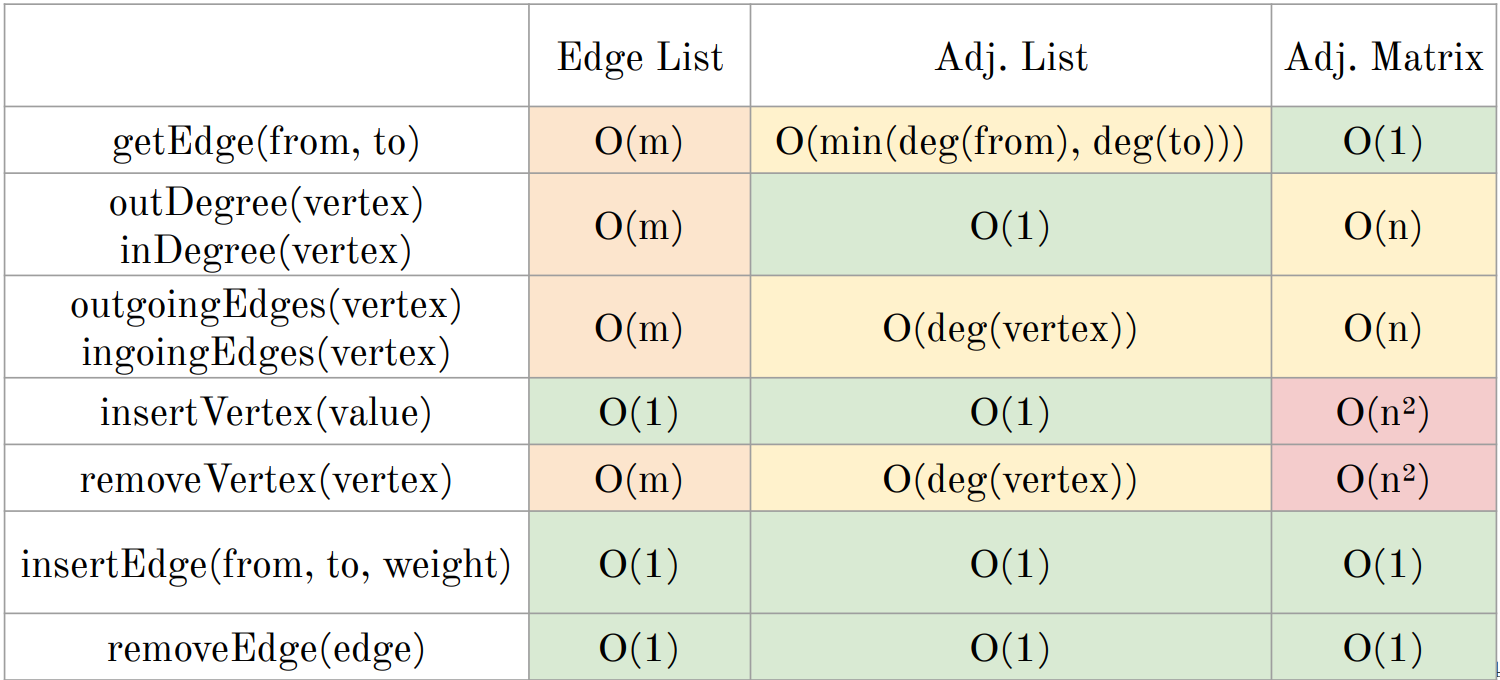 Edge List Adj. List Adj. Matrix
getEdge(from, to) O(m) O(min(deg(from), deg(to))) O(1)
outDegree(vertex)
inDegree(vertex) O(m) O(1) O(n)
outgoingEdges(vertex)
ingoingEdges(vertex) O(m) O(deg(vertex)) O(n)
insertVertex(value) O(1) O(1) O(n²)
removeVertex(vertex) O(m) O(deg(vertex)) O(n²)
insertEdge(from, to, weight) O(1) O(1) O(1)
removeEdge(edge) O(1) O(1) O(1)